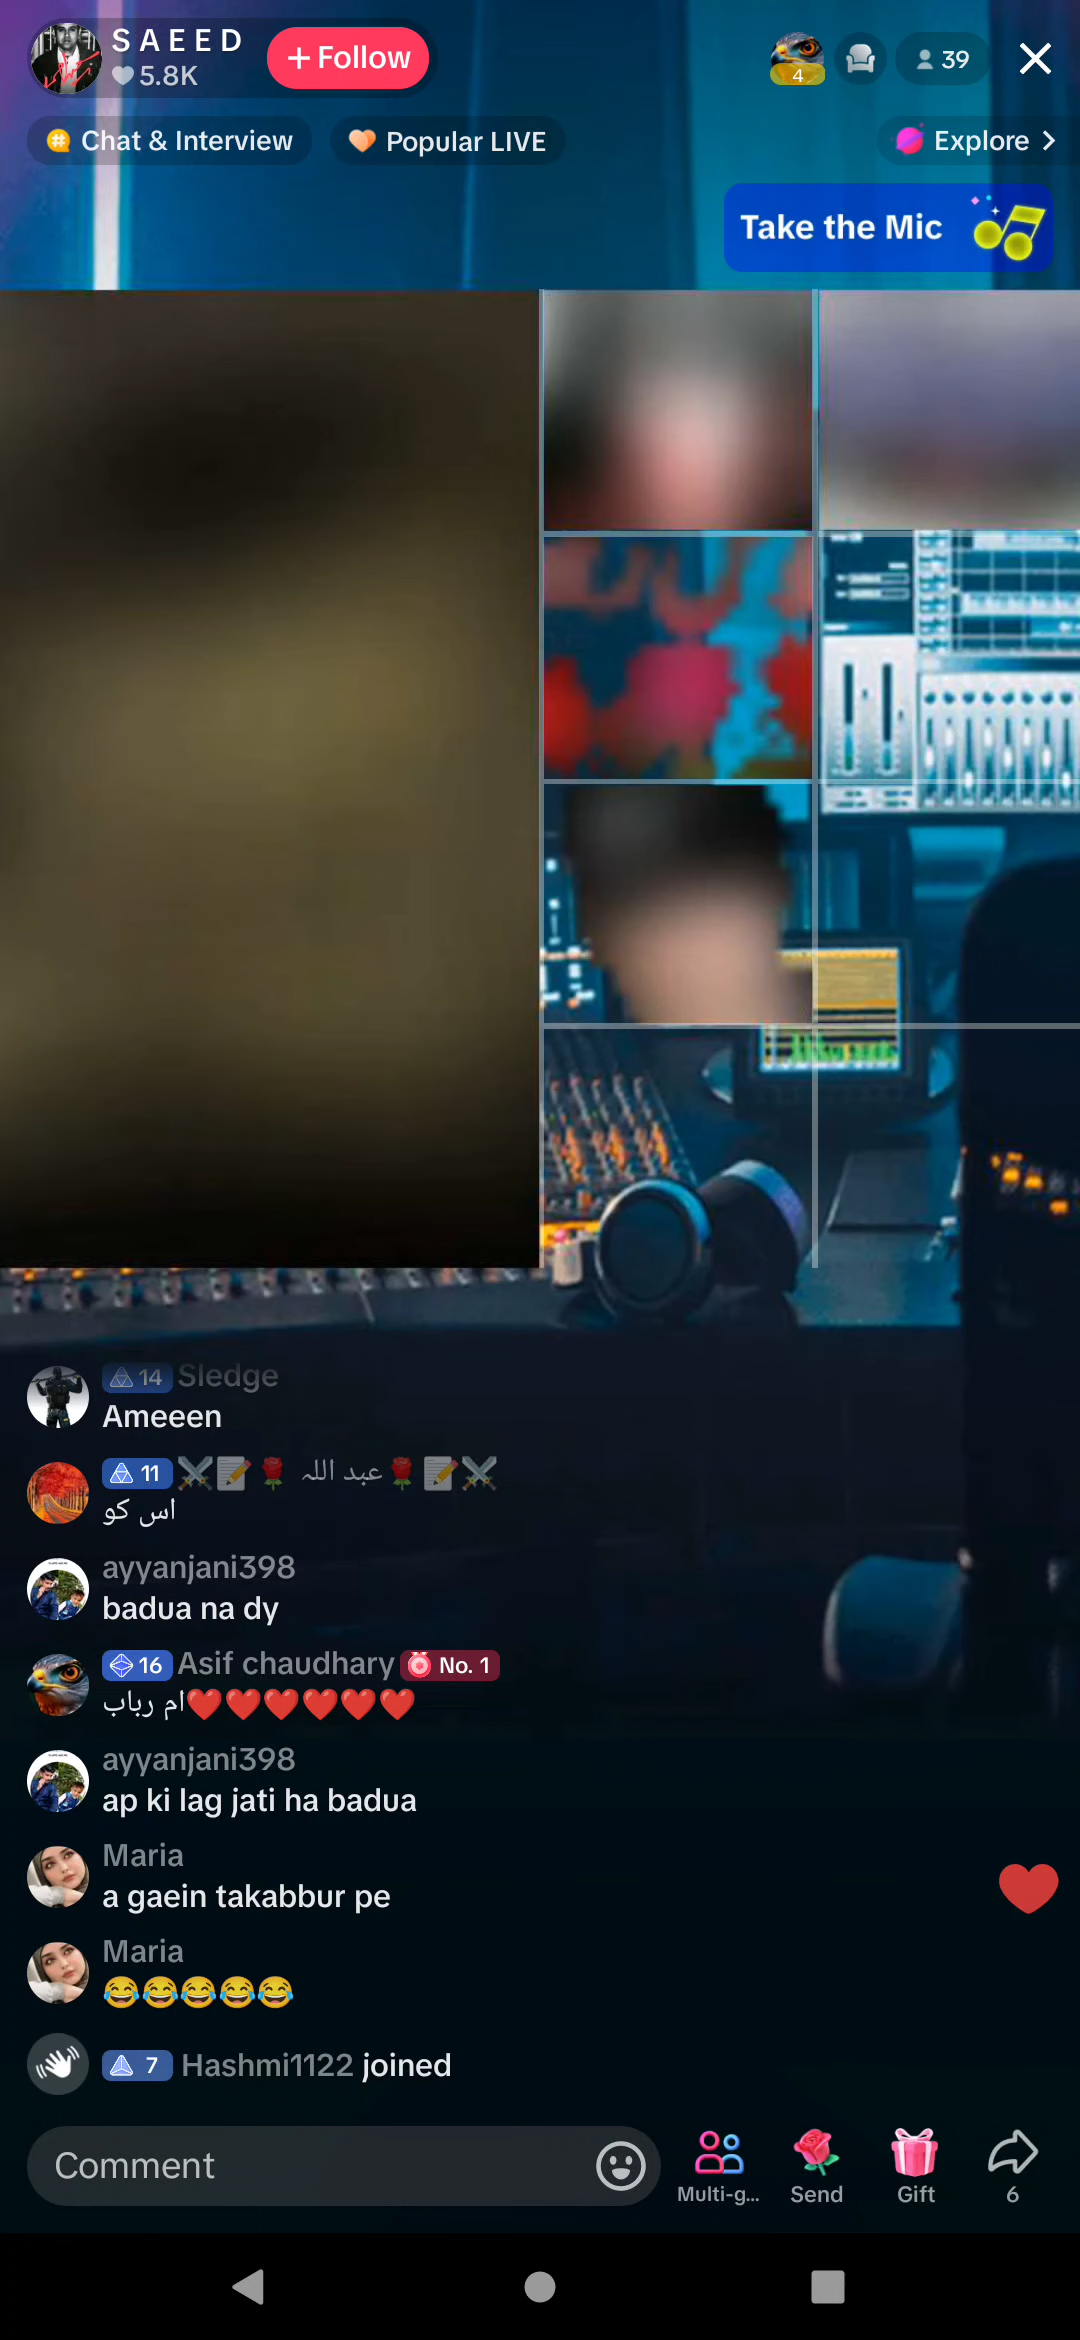 S A E E D
5.8K
+ Follow
4
39
Chat & Interview
Popular LIVE
Explore
Take the Mic
14 Sledge
Ameeen
11 ⚔️📝🌹 عبد اللہ 🌹📝⚔️
اس کو
ayyanjani398
badua na dy
16 Asif chaudhary No. 1
ام رباب❤️❤️❤️❤️❤️❤️
ayyanjani398
ap ki lag jati ha badua
Maria
a gaein takabbur pe
Maria
😂😂😂😂😂
7 Hashmi1122 joined
Comment
Multi-g...
Send
Gift
6